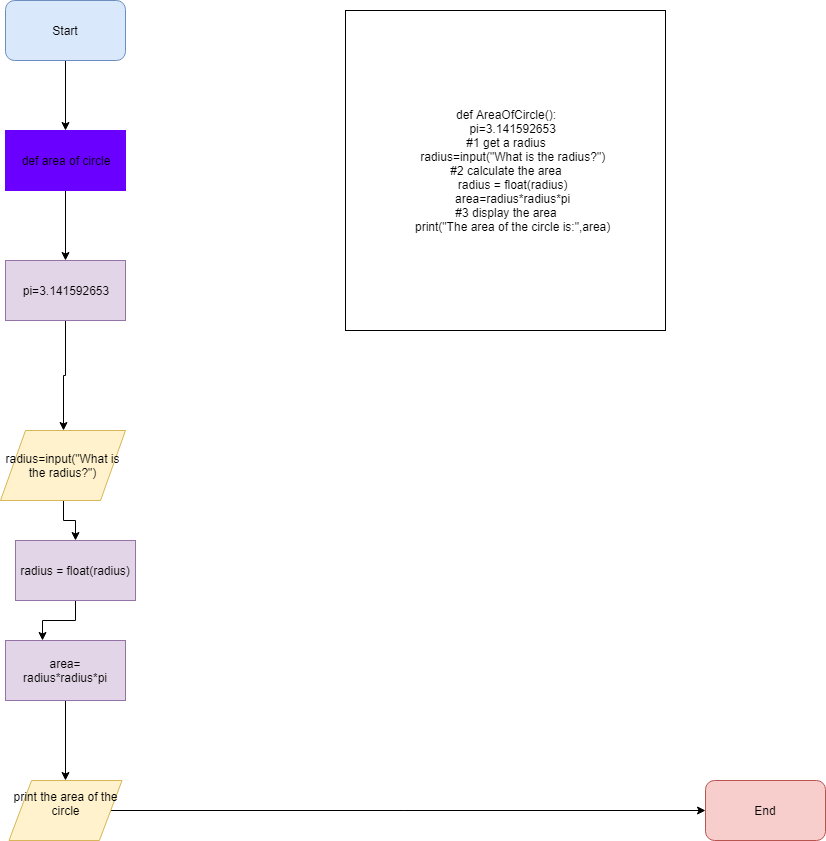 Start
def area of circle
pi=3.141592653
radius=input("What is
the radius?")
radius = float(radius)
area=
radius*radius*pi
print the area of the
circle
End
def AreaOfCircle():
pi=3.141592653
#1 get a radius
radius=input("What is the radius?")
#2 calculate the area
radius = float(radius)
area=radius*radius*pi
#3 display the area
print("The area of the circle is:",area)